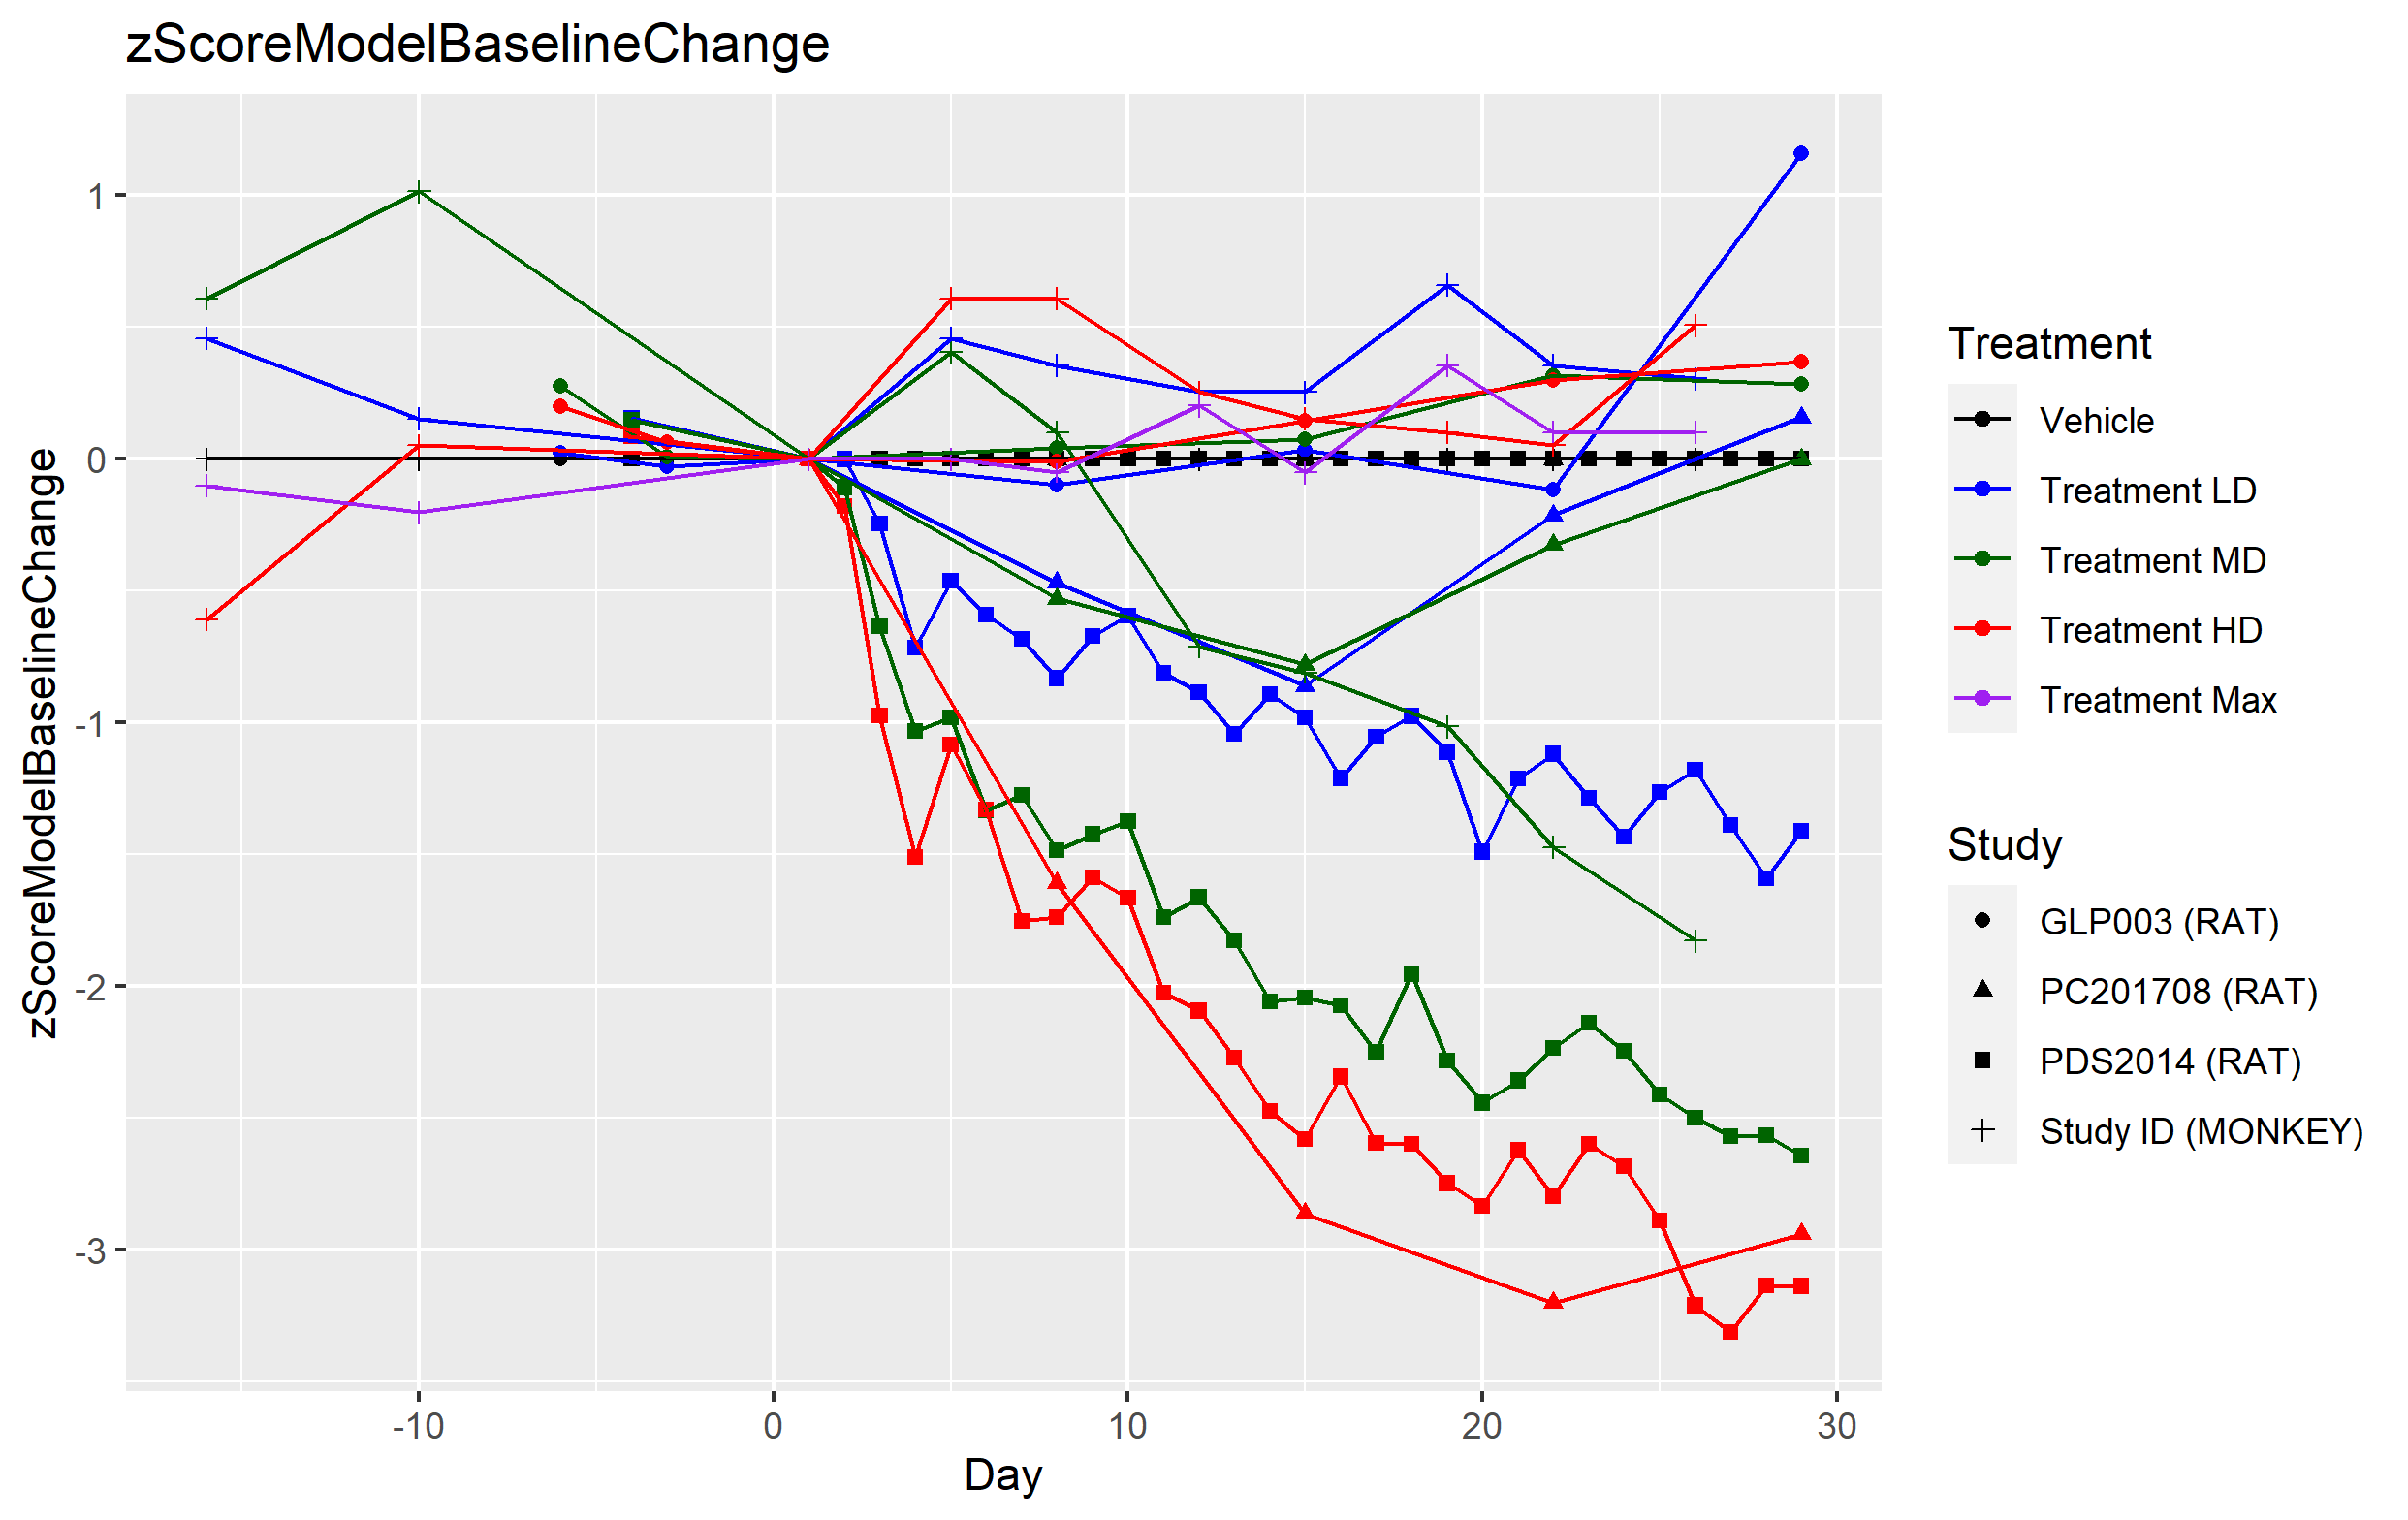 zScoreModelBaselineChange
zScoreModelBaselineChange
1
0
-1
-2
-3
-10
0
10
20
30
Day
Treatment
Vehicle
Treatment LD
Treatment MD
Treatment HD
Treatment Max
Study
GLP003 (RAT)
PC201708 (RAT)
PDS2014 (RAT)
Study ID (MONKEY)